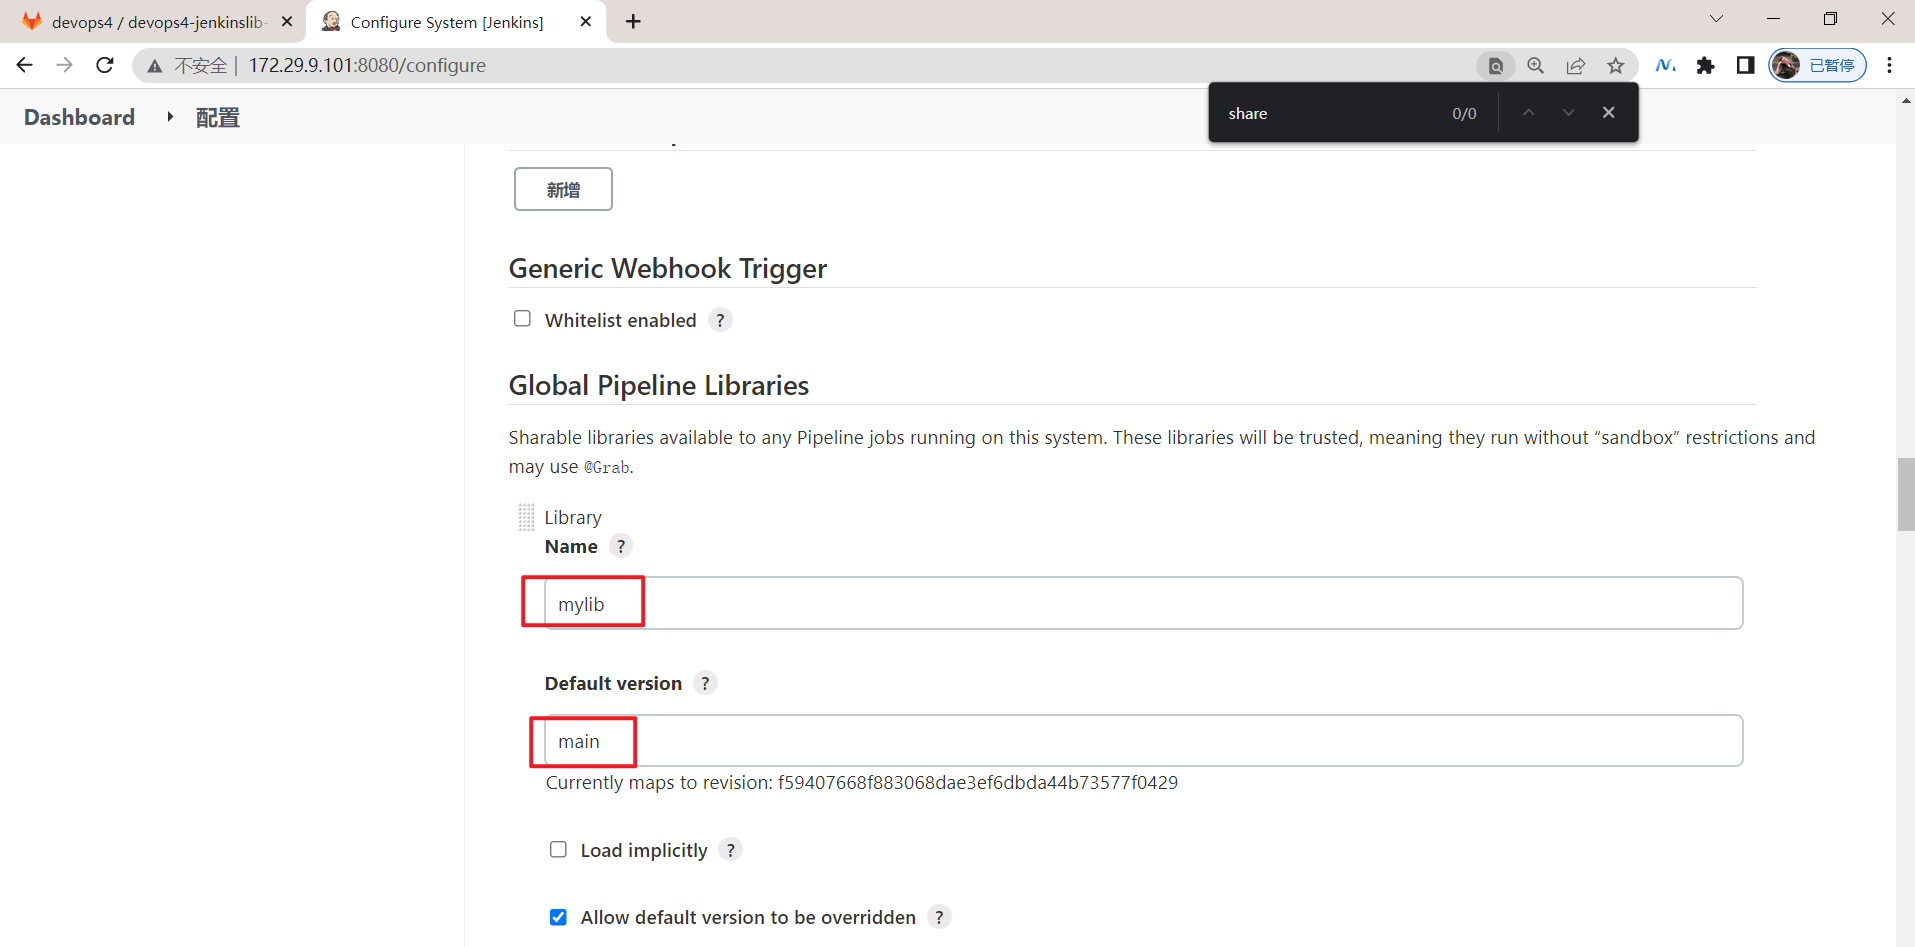 devops4 / devops4-jenkinslib-
Configure System [Jenkins]
不安全 | 172.29.9.101:8080/configure
已暂停
Dashboard 配置
share 0/0
新增
Generic Webhook Trigger
Whitelist enabled ?
Global Pipeline Libraries
Sharable libraries available to any Pipeline jobs running on this system. These libraries will be trusted, meaning they run without “sandbox” restrictions and
may use @Grab.
Library
Name ?
mylib
Default version ?
main
Currently maps to revision: f59407668f883068dae3ef6dbda44b73577f0429
Load implicitly ?
Allow default version to be overridden ?